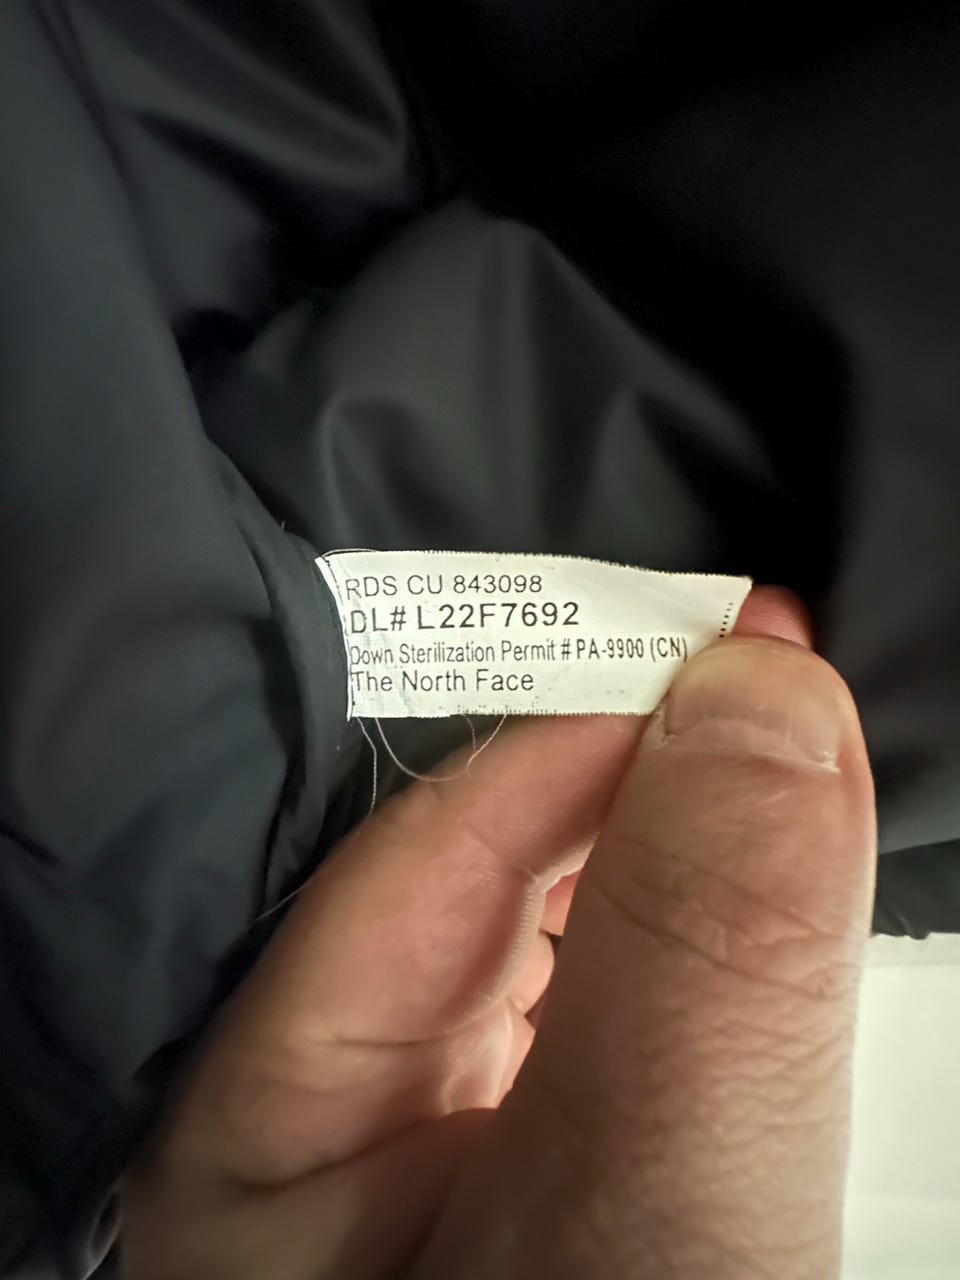 RDS CU 843098
DL# L22F7692
Down Sterilization Permit # PA-9900 (CN)
The North Face